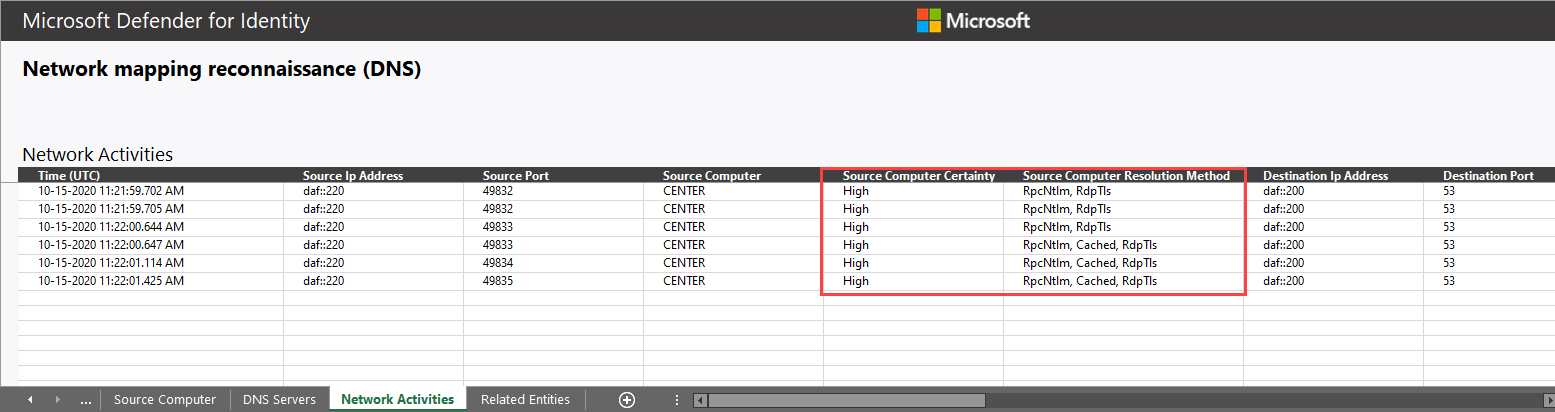 Microsoft Defender for Identity Microsoft
Network mapping reconnaissance (DNS)
Network Activities
Time (UTC) Source Ip Address Source Port Source Computer Source Computer Certainty Source Computer Resolution Method Destination Ip Address Destination Port
10-15-2020 11:21:59.702 AM daf::220 49832 CENTER High RpcNtlm, RdpTls daf::200 53
10-15-2020 11:21:59.705 AM daf::220 49832 CENTER High RpcNtlm, RdpTls daf::200 53
10-15-2020 11:22:00.644 AM daf::220 49833 CENTER High RpcNtlm, RdpTls daf::200 53
10-15-2020 11:22:00.647 AM daf::220 49833 CENTER High RpcNtlm, Cached, RdpTls daf::200 53
10-15-2020 11:22:01.114 AM daf::220 49834 CENTER High RpcNtlm, Cached, RdpTls daf::200 53
10-15-2020 11:22:01.425 AM daf::220 49835 CENTER High RpcNtlm, Cached, RdpTls daf::200 53
... Source Computer DNS Servers Network Activities Related Entities